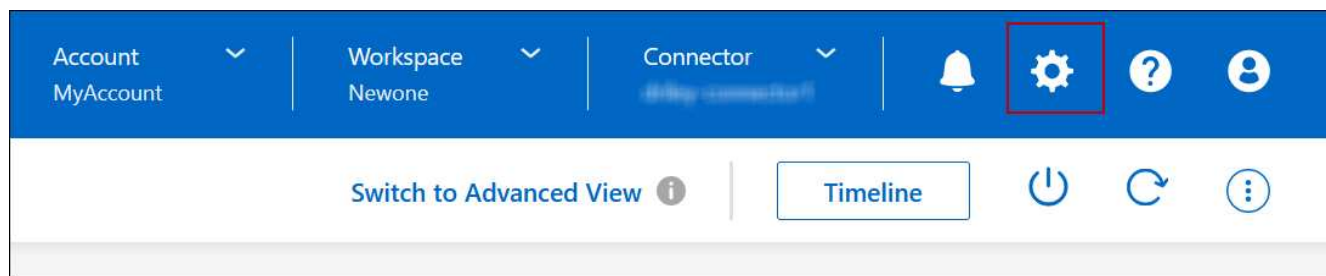 Account
MyAccount
Workspace
Newone
Connector
Switch to Advanced View
Timeline